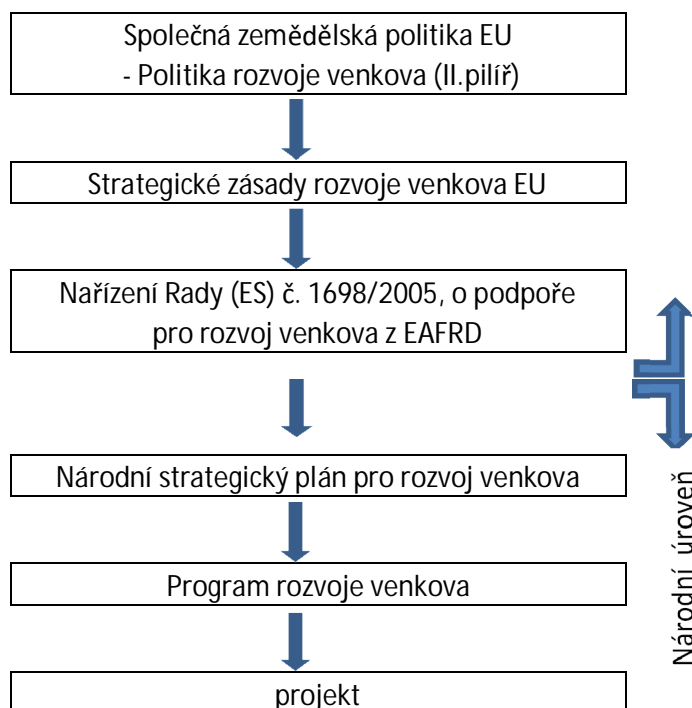 Společná zemědělská politika EU
- Politika rozvoje venkova (II.pilíř)
Strategické zásady rozvoje venkova EU
Nařízení Rady (ES) č. 1698/2005, o podpoře
pro rozvoj venkova z EAFRD
Národní strategický plán pro rozvoj venkova
Program rozvoje venkova
projekt
Národní úroveň